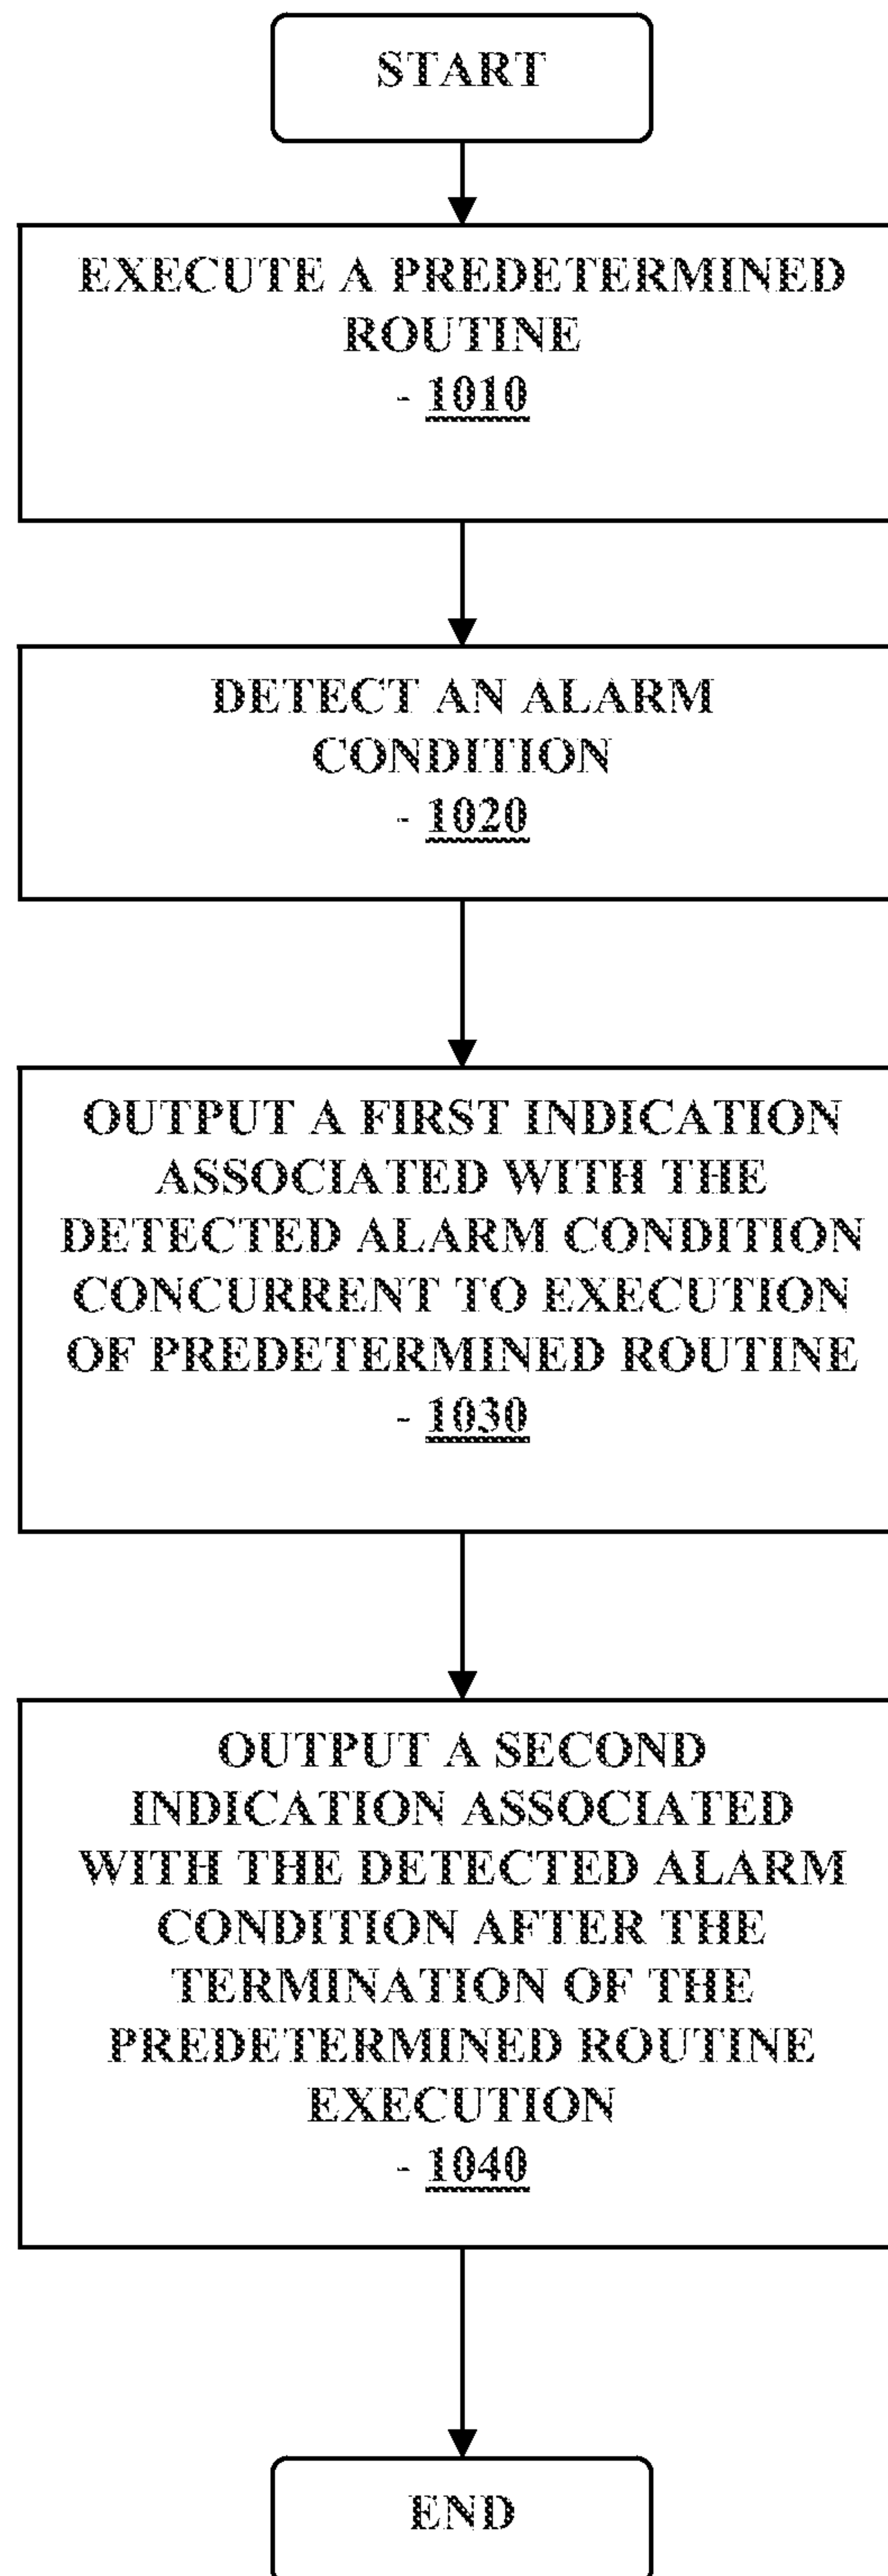 START
EXECUTE A PREDETERMINED
ROUTINE
- 1010
DETECT AN ALARM
CONDITION
- 1020
OUTPUT A FIRST INDICATION
ASSOCIATED WITH THE
DETECTED ALARM CONDITION
CONCURRENT TO EXECUTION
OF PREDETERMINED ROUTINE
- 1030
OUTPUT A SECOND
INDICATION ASSOCIATED
WITH THE DETECTED ALARM
CONDITION AFTER THE
TERMINATION OF THE
PREDETERMINED ROUTINE
EXECUTION
- 1040
END